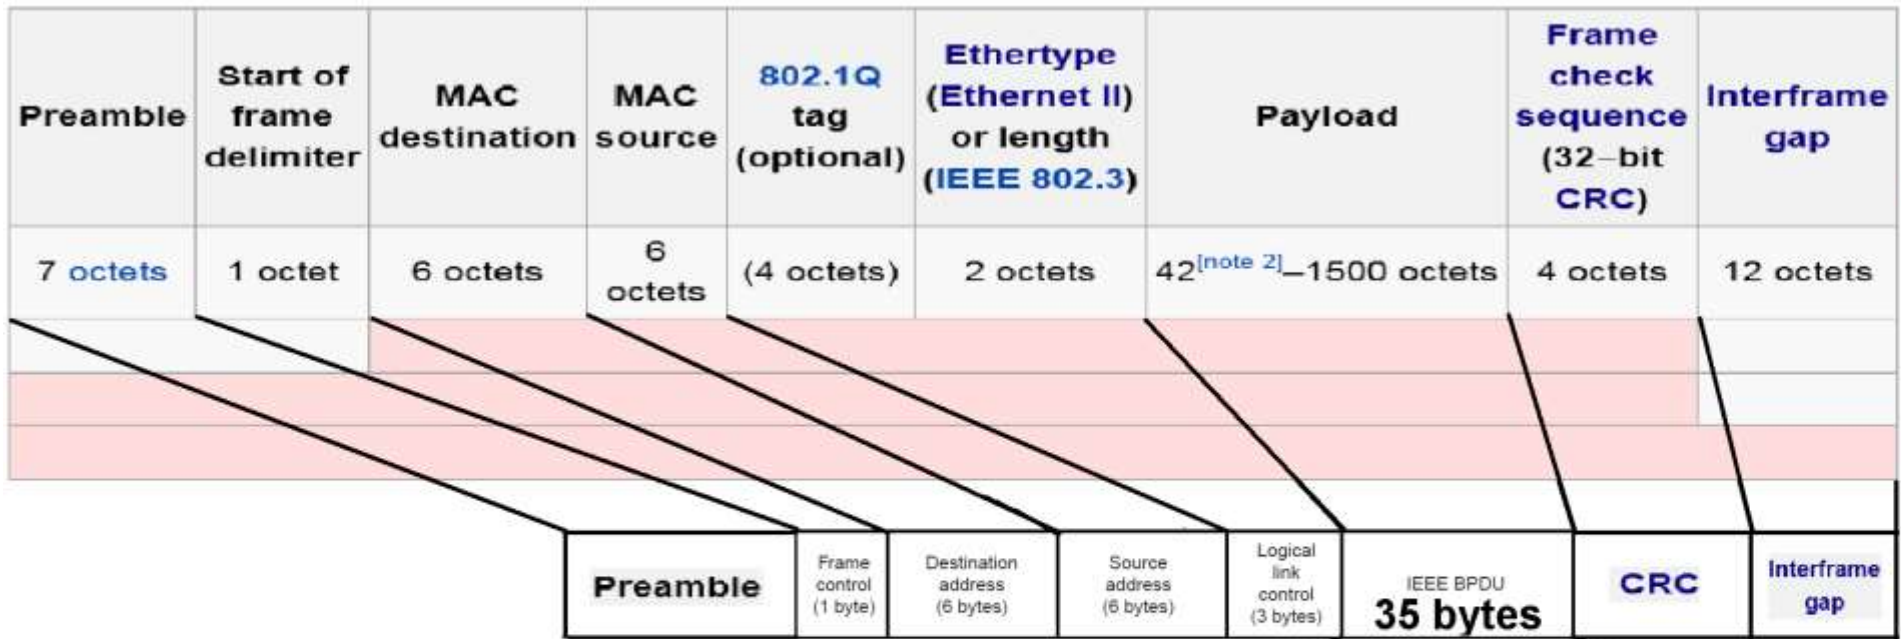 Preamble
Start of
frame
delimiter
MAC
destination
MAC
source
802.1Q
tag
(optional)
Ethertype
(Ethernet II)
or length
(IEEE 802.3)
Payload
Frame
check
sequence
(32–bit
CRC)
Interframe
gap
7 octets
1 octet
6 octets
6
octets
(4 octets)
2 octets
42[note 2]–1500 octets
4 octets
12 octets
Preamble
Frame
control
(1 byte)
Destination
address
(6 bytes)
Source
address
(6 bytes)
Logical
link
control
(3 bytes)
IEEE BPDU
35 bytes
CRC
Interframe
gap